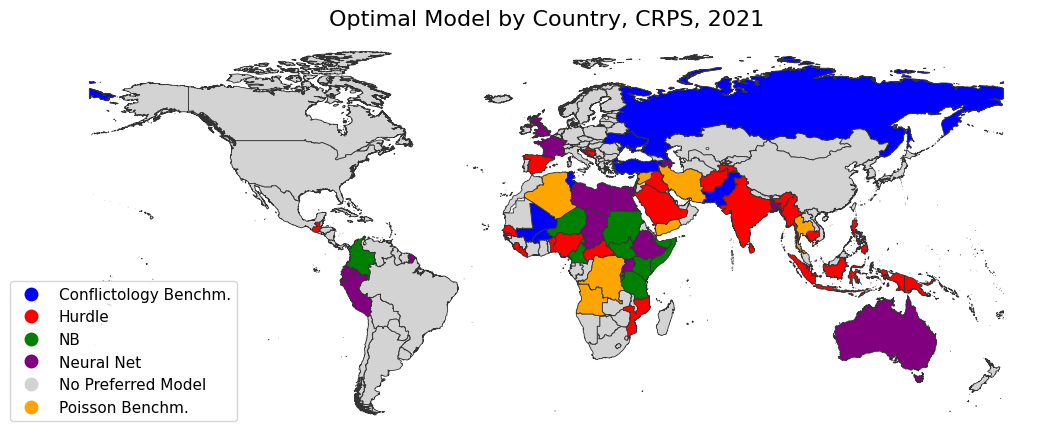 Optimal Model by Country, CRPS, 2021
Conflictology Benchm.
Hurdle
NB
Neural Net
No Preferred Model
Poisson Benchm.